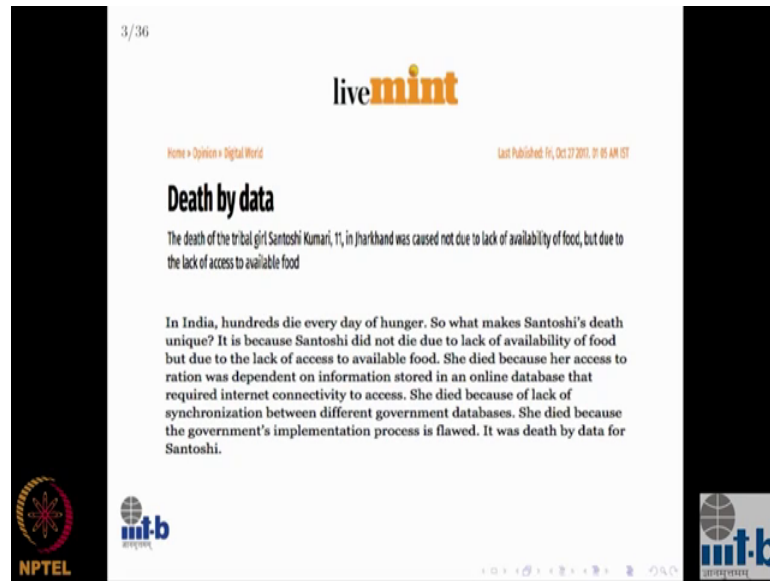 3/36
livemint
Home » Opinion » Digital World
Last Published: Fri, Oct 27 2017. 01 05 AM IST
Death by data
The death of the tribal girl Santoshi Kumari, 11, in Jharkhand was caused not due to lack of availability of food, but due to
the lack of access to available food
In India, hundreds die every day of hunger. So what makes Santoshi's death
unique? It is because Santoshi did not die due to lack of availability of food
but due to the lack of access to available food. She died because her access to
ration was dependent on information stored in an online database that
required internet connectivity to access. She died because of lack of
synchronization between different government databases. She died because
the government's implementation process is flawed. It was death by data for
Santoshi.
NPTEL
iiit-b
ज्ञानमुत्तमम्
iiit-b
ज्ञानमुत्तमम्